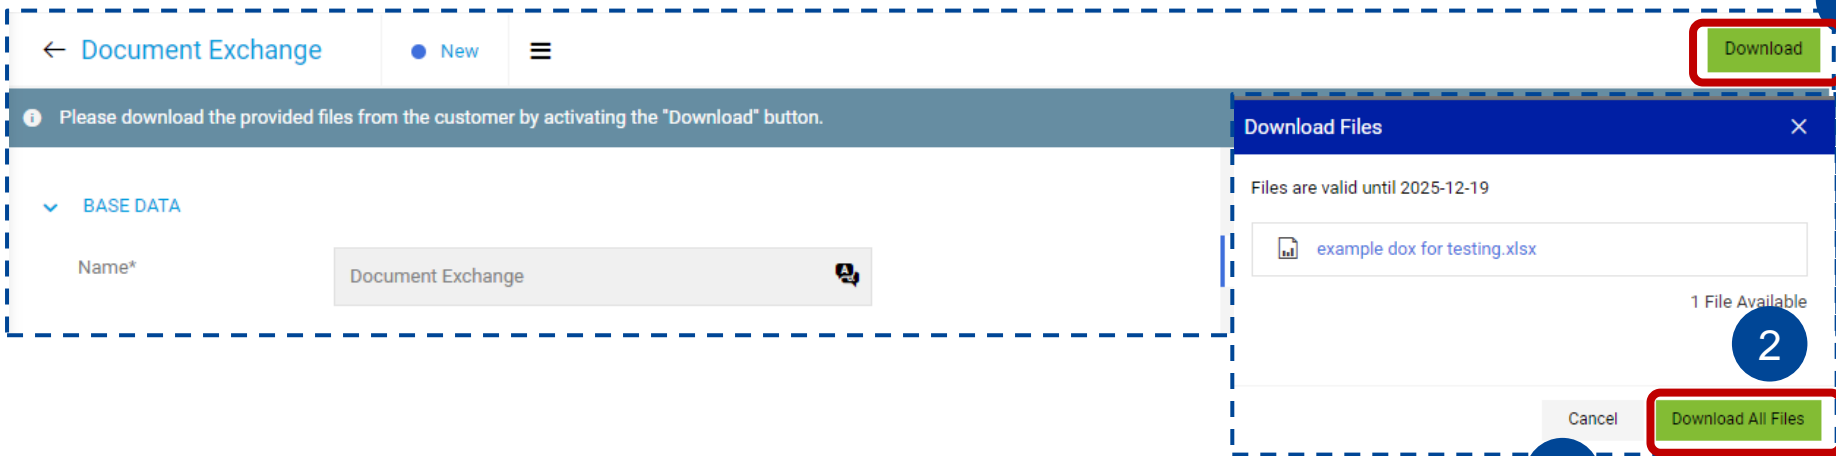 Document Exchange
New
Download
Please download the provided files from the customer by activating the "Download" button.
BASE DATA
Name*
Document Exchange
Download Files
Files are valid until 2025-12-19
example dox for testing.xlsx
1 File Available
2
Cancel
Download All Files